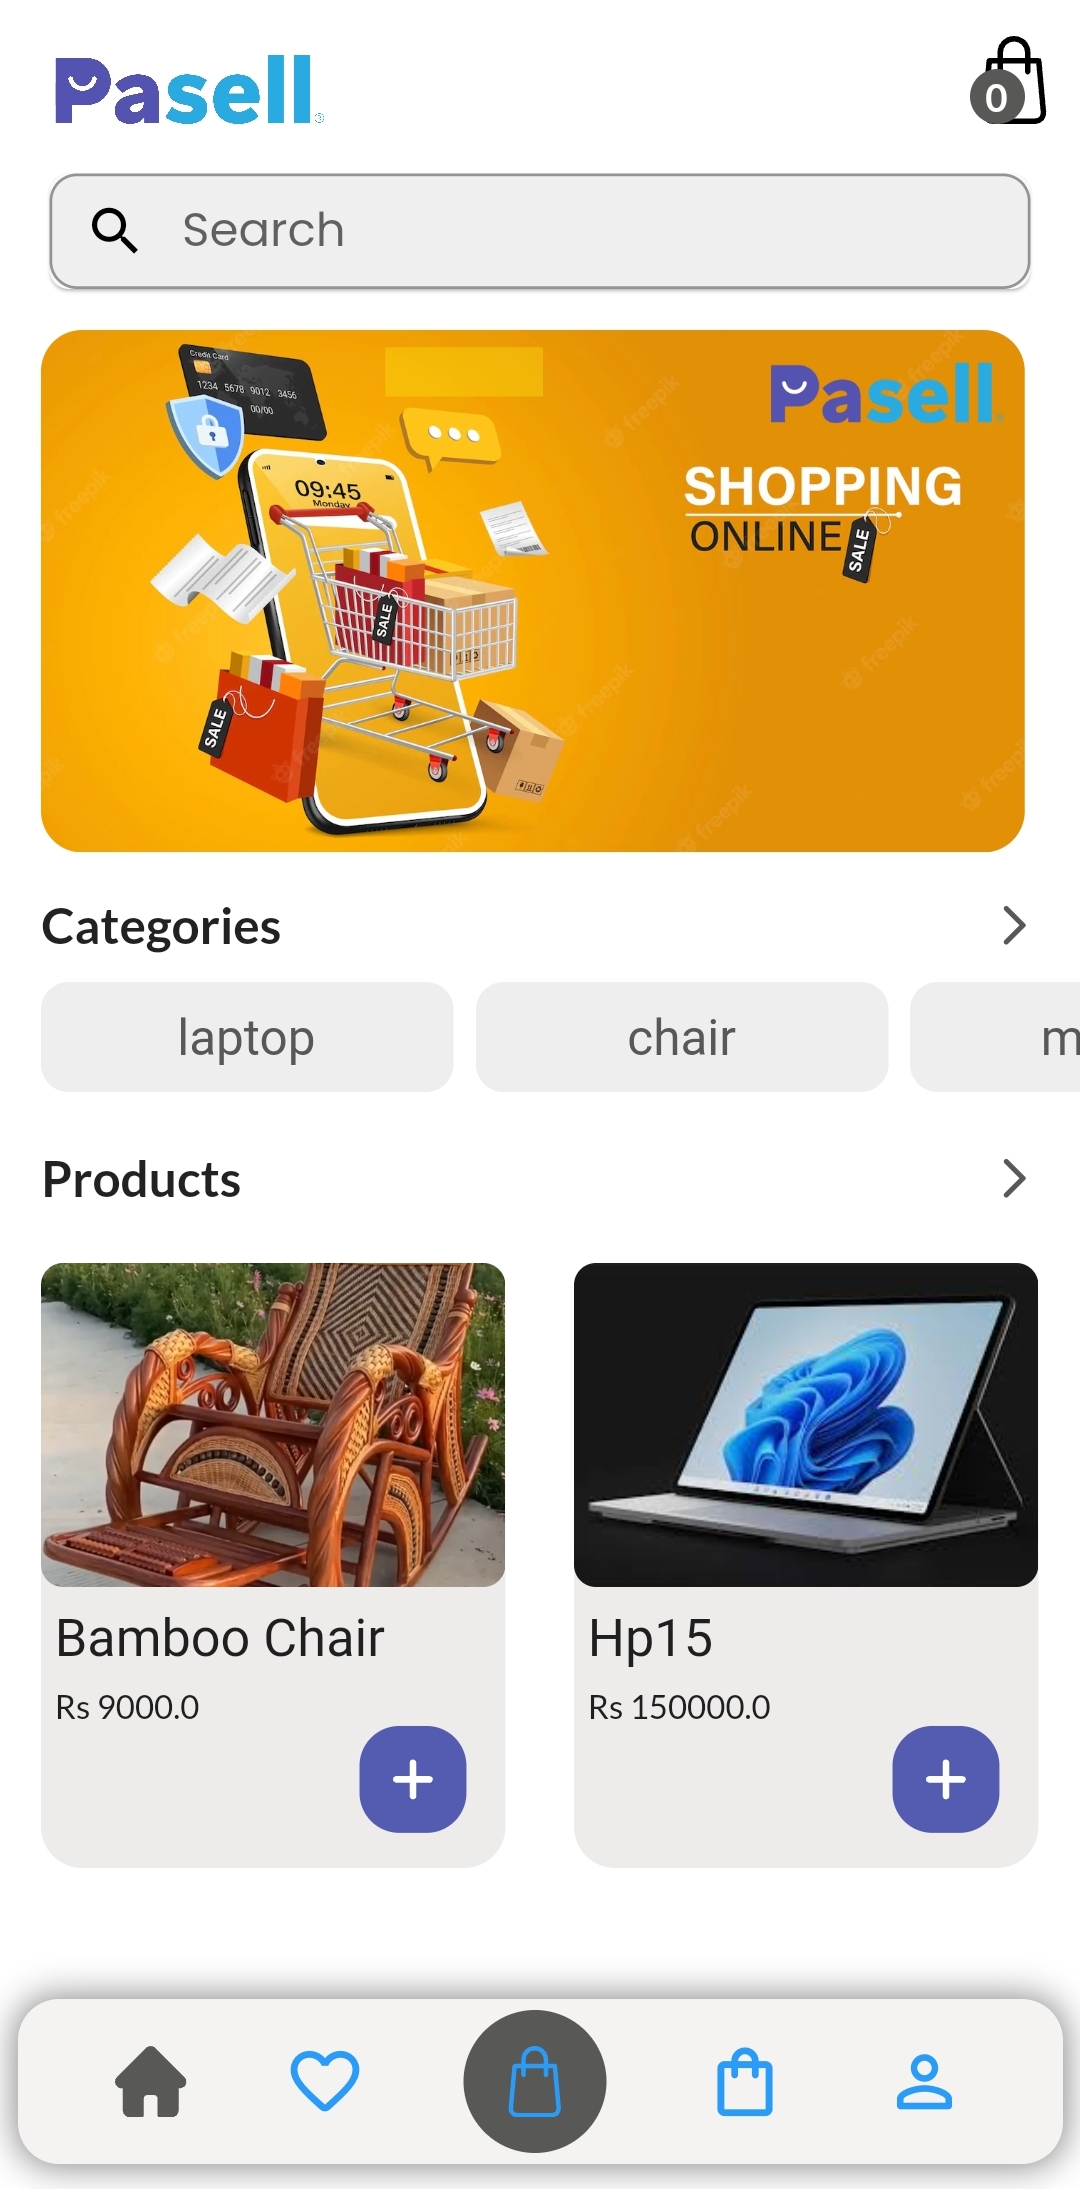 Pasell
0
Search
Credit Card
1234 5678 9012 3456
00/00
09:45
Monday
Pasell
SHOPPING
ONLINE
SALE
SALE
SALE
freepik
Categories
laptop
chair
m
Products
Bamboo Chair
Rs 9000.0
Hp15
Rs 150000.0